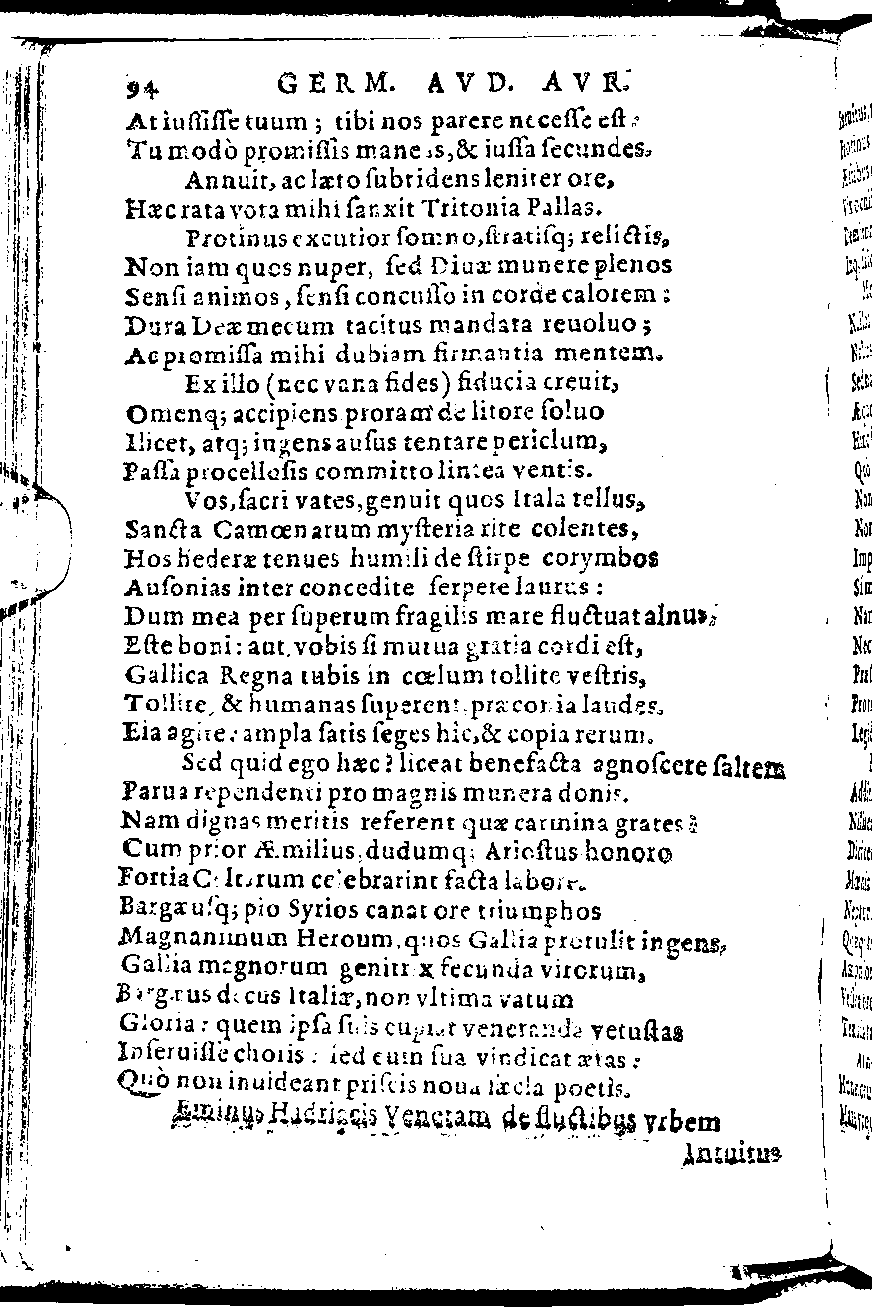 94 GERM. AVD. AVR.
At iuſſiſſe tuum ; tibi nos parere neceſſe eſt :
Tu modò promiſſis maneas, & iuſſa ſecundes.
Annuit, ac læto ſubridens leniter ore,
Hæc rata vota mihi ſanxit Tritonia Pallas.
Protinus excutior ſomno, ſtratiſq; relictis,
Non iam quos nuper, ſed Diuæ munere plenos
Senſi animos, ſenſi concuſſo in corde calorem :
Dura Deæ mecum tacitus mandata reuoluo ;
Ac promiſſa mihi dubiam firmantia mentem.
Ex illo (nec vana fides) fiducia creuit,
Omenq; accipiens proram de litore ſoluo
Ilicet, atq; ingens auſus tentare periclum,
Paſſa procelloſis committo lintea ventis.
Vos, ſacri vates, genuit quos Itala tellus,
Sancta Camœnarum myſteria rite colentes,
Hos hederæ tenues humili de ſtirpe corymbos
Auſonias inter concedite ſerpere laurus :
Dum mea per ſuperum fragilis mare fluctuat alnus,
Eſte boni : aut, vobis ſi mutua gratia cordi eſt,
Gallica Regna tubis in cœlum tollite veſtris,
Tollite, & humanas ſuperent præconia laudes.
Eia agite : ampla ſatis ſeges hic, & copia rerum.
Sed quid ego hæc ? liceat benefacta agnoſcere ſaltem
Parua rependenti pro magnis munera donis.
Nam dignas meritis referent quæ carmina grates ?
Cum prior Æmilius, dudumq; Arioſtus honoro
Fortia Celtarum celebrarint facta labore.
Bargæuſq; pio Syrios canat ore triumphos
Magnanimum Heroum, quos Gallia protulit ingens,
Gallia magnorum genitrix fecunda virorum,
Bargæus decus Italiæ, non vltima vatum
Gloria : quem ipſa ſuis cupiat veneranda vetuſtas
Inſeruiſſe choris : ſed eum ſua vindicat ætas :
Quò non inuideant priſcis noua ſæcla poetis.
Eminus Hadriacis Venetam de fluctibus vrbem
Intuitus